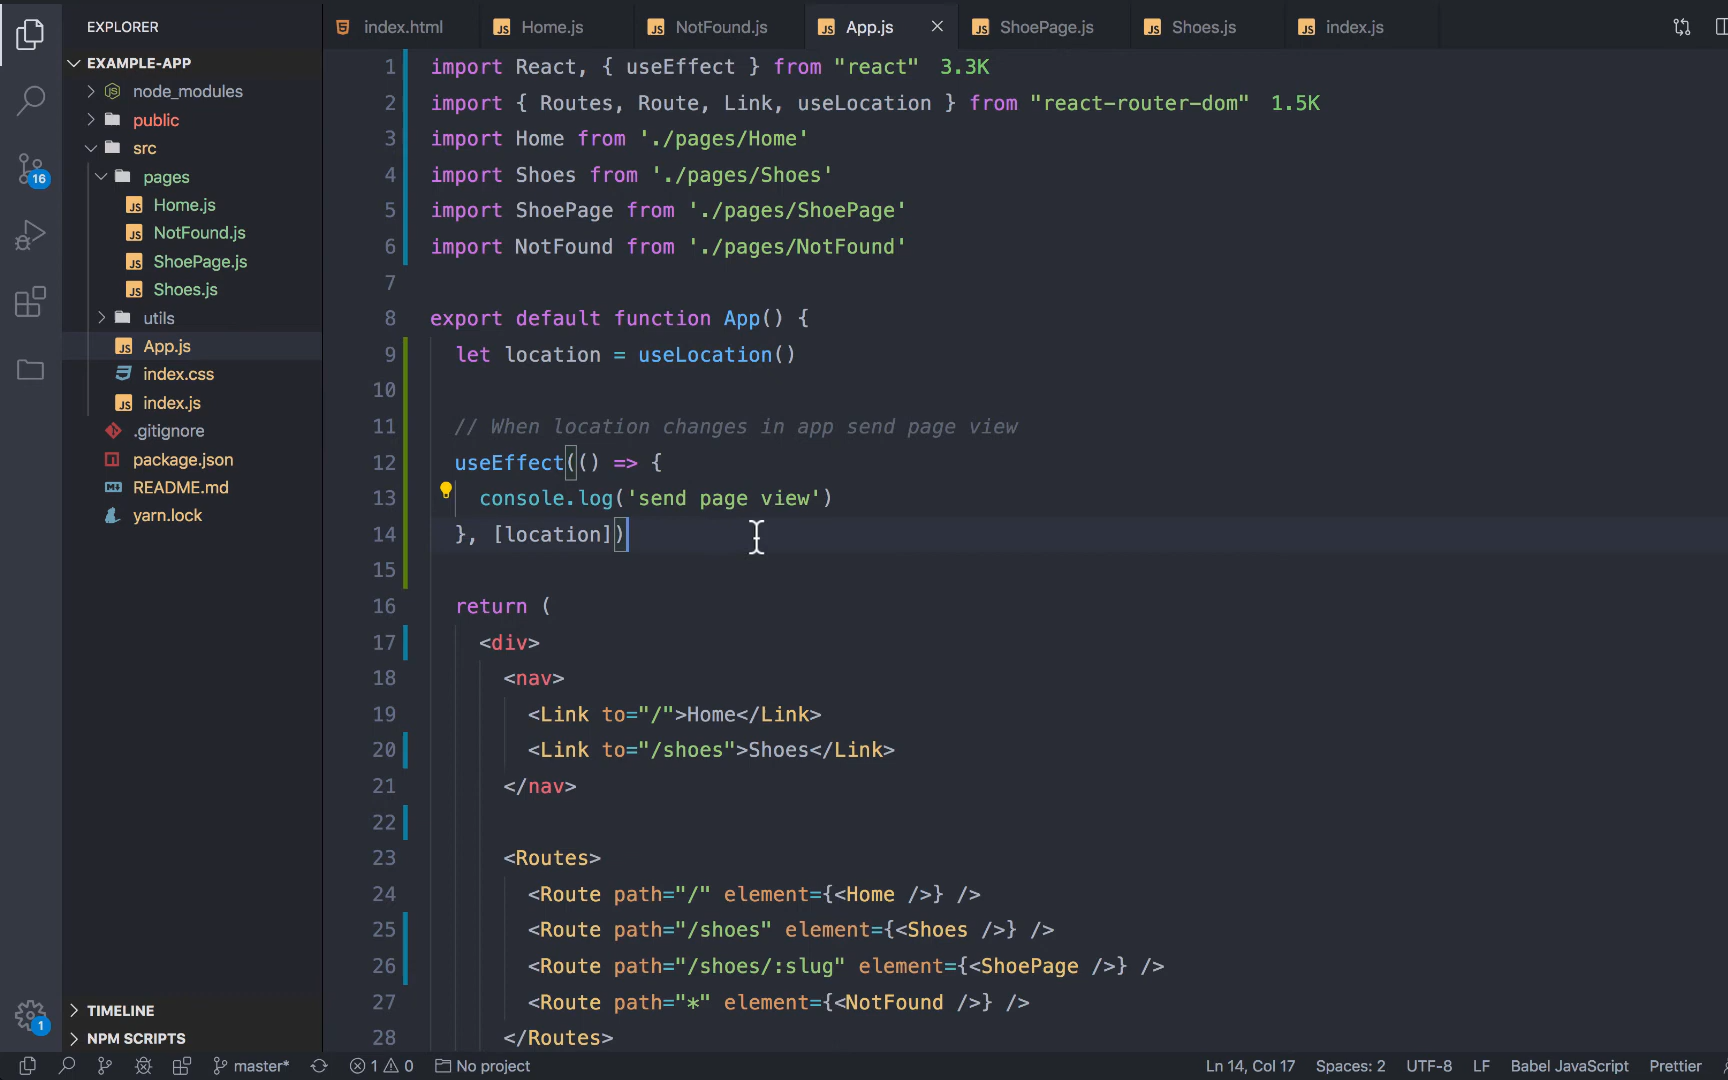 EXPLORER
EXAMPLE-APP
node_modules
public
src
pages
Home.js
NotFound.js
ShoePage.js
Shoes.js
utils
App.js
index.css
index.js
.gitignore
package.json
README.md
yarn.lock
TIMELINE
NPM SCRIPTS
16
1
index.html
Home.js
NotFound.js
App.js
ShoePage.js
Shoes.js
index.js
1 import React, { useEffect } from "react" 3.3K
2 import { Routes, Route, Link, useLocation } from "react-router-dom" 1.5K
3 import Home from './pages/Home'
4 import Shoes from './pages/Shoes'
5 import ShoePage from './pages/ShoePage'
6 import NotFound from './pages/NotFound'
7
8 export default function App() {
9 let location = useLocation()
10
11 // When location changes in app send page view
12 useEffect(() => {
13 console.log('send page view')
14 }, [location])
15
16 return (
17 <div>
18 <nav>
19 <Link to="/">Home</Link>
20 <Link to="/shoes">Shoes</Link>
21 </nav>
22
23 <Routes>
24 <Route path="/" element={<Home />} />
25 <Route path="/shoes" element={<Shoes />} />
26 <Route path="/shoes/:slug" element={<ShoePage />} />
27 <Route path="*" element={<NotFound />} />
28 </Routes>
master* 1 0 No project Ln 14, Col 17 Spaces: 2 UTF-8 LF Babel JavaScript Prettier